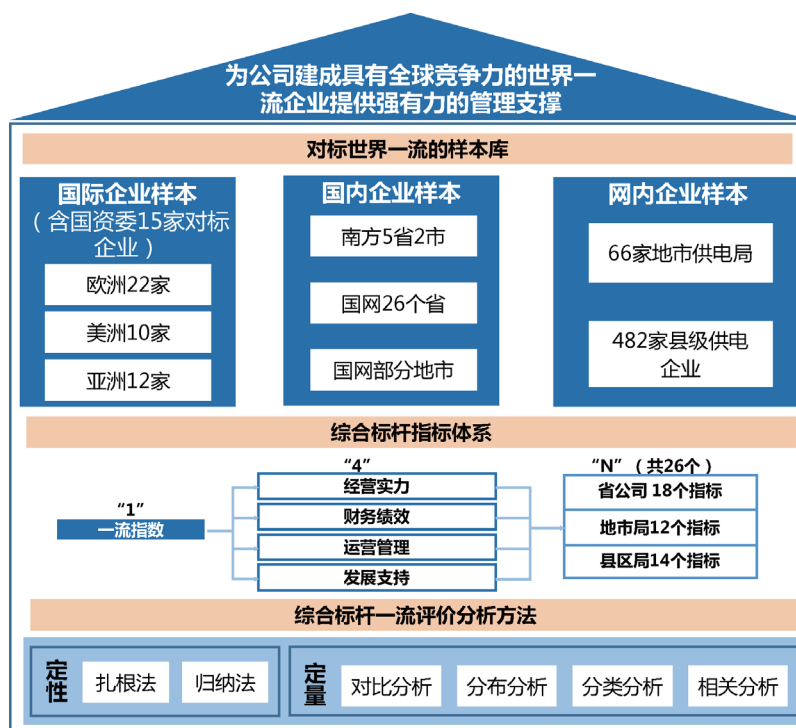 为公司建成具有全球竞争力的世界一
流企业提供强有力的管理支撑
对标世界一流的样本库
国际企业样本
（含国资委15家对标
企业）
欧洲22家
美洲10家
亚洲12家
国内企业样本
南方5省2市
国网26个省
国网部分地市
网内企业样本
66家地市供电局
482家县级供电
企业
综合标杆指标体系
“1”
一流指数
“4”
经营实力
财务绩效
运营管理
发展支持
“N”（共26个）
省公司 18个指标
地市局12个指标
县区局14个指标
综合标杆一流评价分析方法
定性
扎根法
归纳法
定量
对比分析
分布分析
分类分析
相关分析